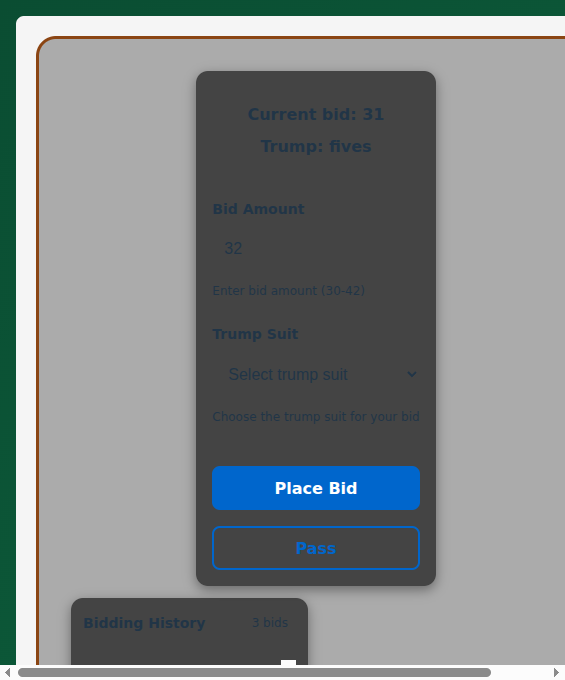 Current bid: 31
Trump: fives
Bid Amount
32
Enter bid amount (30-42)
Trump Suit
Select trump suit
Choose the trump suit for your bid
Place Bid
Pass
Bidding History 3 bids